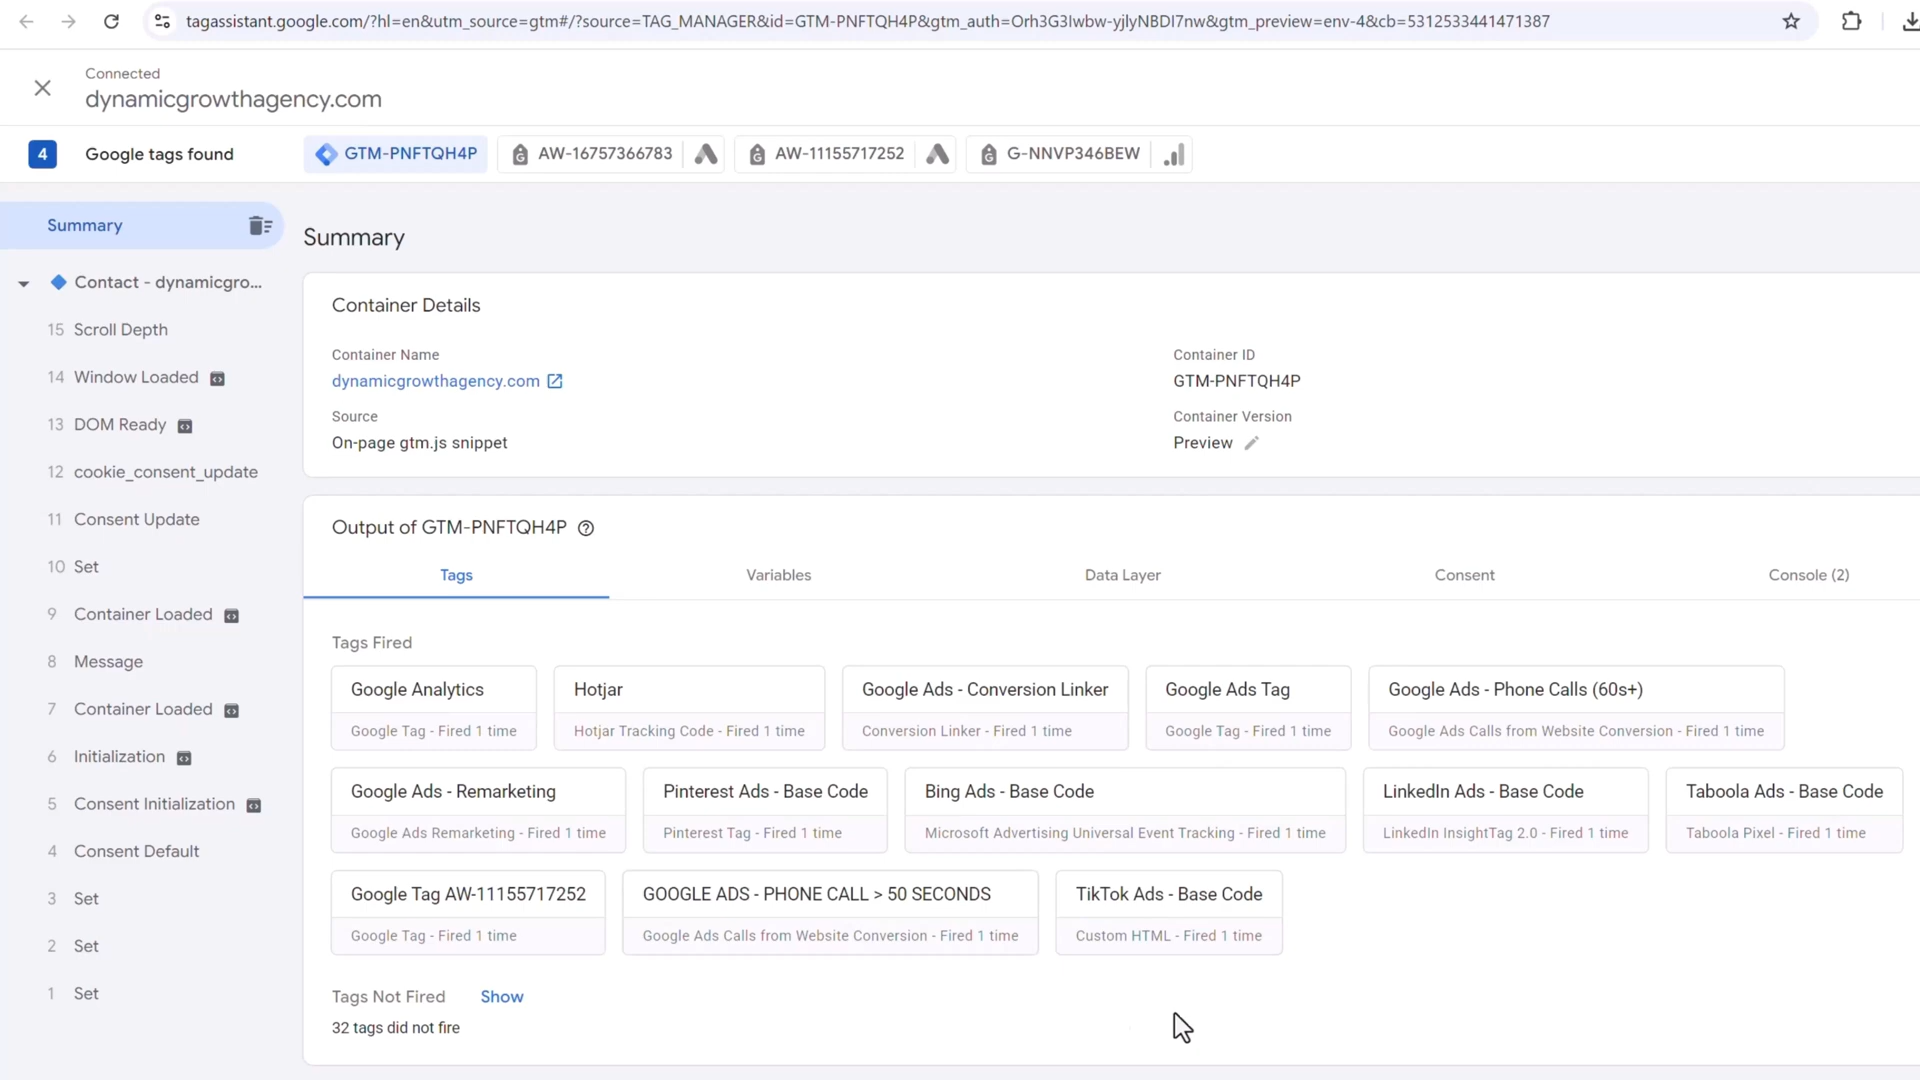 tagassistant.google.com/?hl=en&utm_source=gtm#/?source=TAG_MANAGER&id=GTM-PNFTQH4P&gtm_auth=Orh3G3Iwbw-yjlyNBDI7nw&gtm_preview=env-4&cb=5312533441471387
Connected
dynamicgrowthagency.com
4 Google tags found GTM-PNFTQH4P AW-16757366783 AW-11155717252 G-NNVP346BEW
Summary
Contact - dynamicgro...
15 Scroll Depth
14 Window Loaded
13 DOM Ready
12 cookie_consent_update
11 Consent Update
10 Set
9 Container Loaded
8 Message
7 Container Loaded
6 Initialization
5 Consent Initialization
4 Consent Default
3 Set
2 Set
1 Set
Summary
Container Details
Container Name
dynamicgrowthagency.com
Container ID
GTM-PNFTQH4P
Source
On-page gtm.js snippet
Container Version
Preview
Output of GTM-PNFTQH4P
Tags Variables Data Layer Consent Console (2)
Tags Fired
Google Analytics
Google Tag - Fired 1 time
Hotjar
Hotjar Tracking Code - Fired 1 time
Google Ads - Conversion Linker
Conversion Linker - Fired 1 time
Google Ads Tag
Google Tag - Fired 1 time
Google Ads - Phone Calls (60s+)
Google Ads Calls from Website Conversion - Fired 1 time
Google Ads - Remarketing
Google Ads Remarketing - Fired 1 time
Pinterest Ads - Base Code
Pinterest Tag - Fired 1 time
Bing Ads - Base Code
Microsoft Advertising Universal Event Tracking - Fired 1 time
LinkedIn Ads - Base Code
LinkedIn InsightTag 2.0 - Fired 1 time
Taboola Ads - Base Code
Taboola Pixel - Fired 1 time
Google Tag AW-11155717252
Google Tag - Fired 1 time
GOOGLE ADS - PHONE CALL > 50 SECONDS
Google Ads Calls from Website Conversion - Fired 1 time
TikTok Ads - Base Code
Custom HTML - Fired 1 time
Tags Not Fired Show
32 tags did not fire